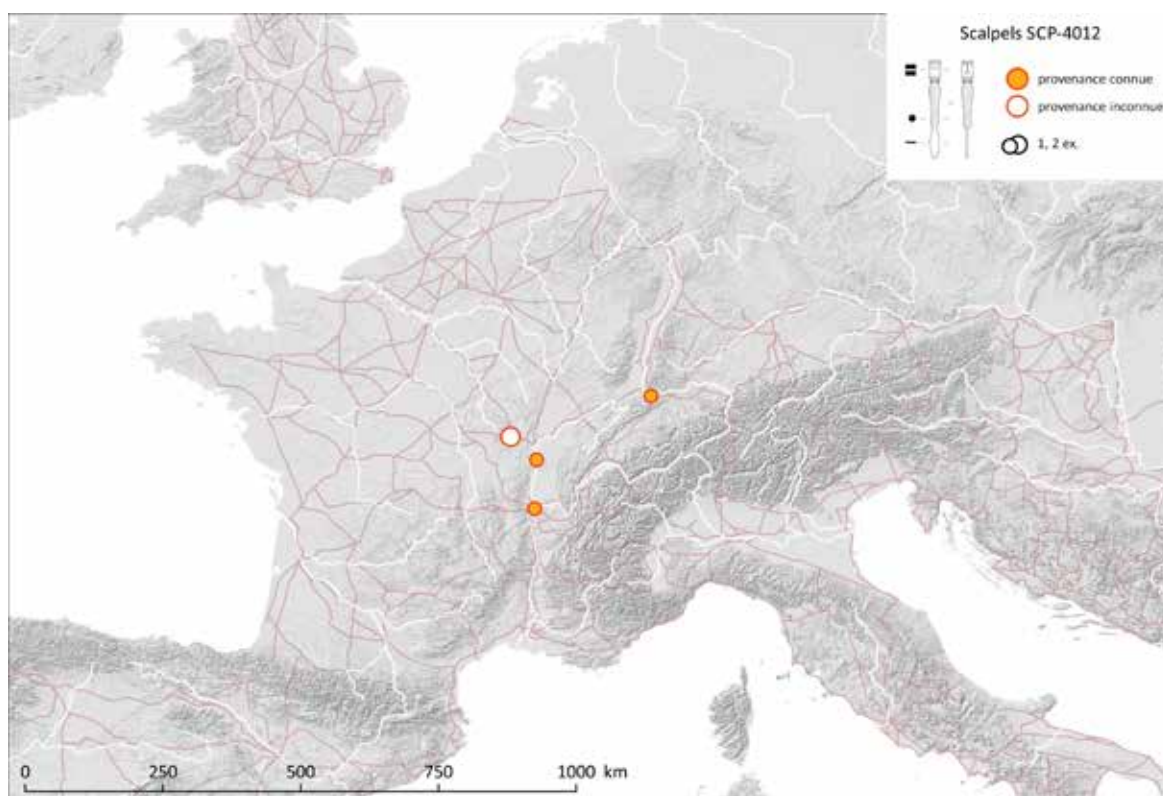 Scalpels SCP-4012
provenance connue
provenance inconnue
1, 2 ex.
0 250 500 750 1000 km